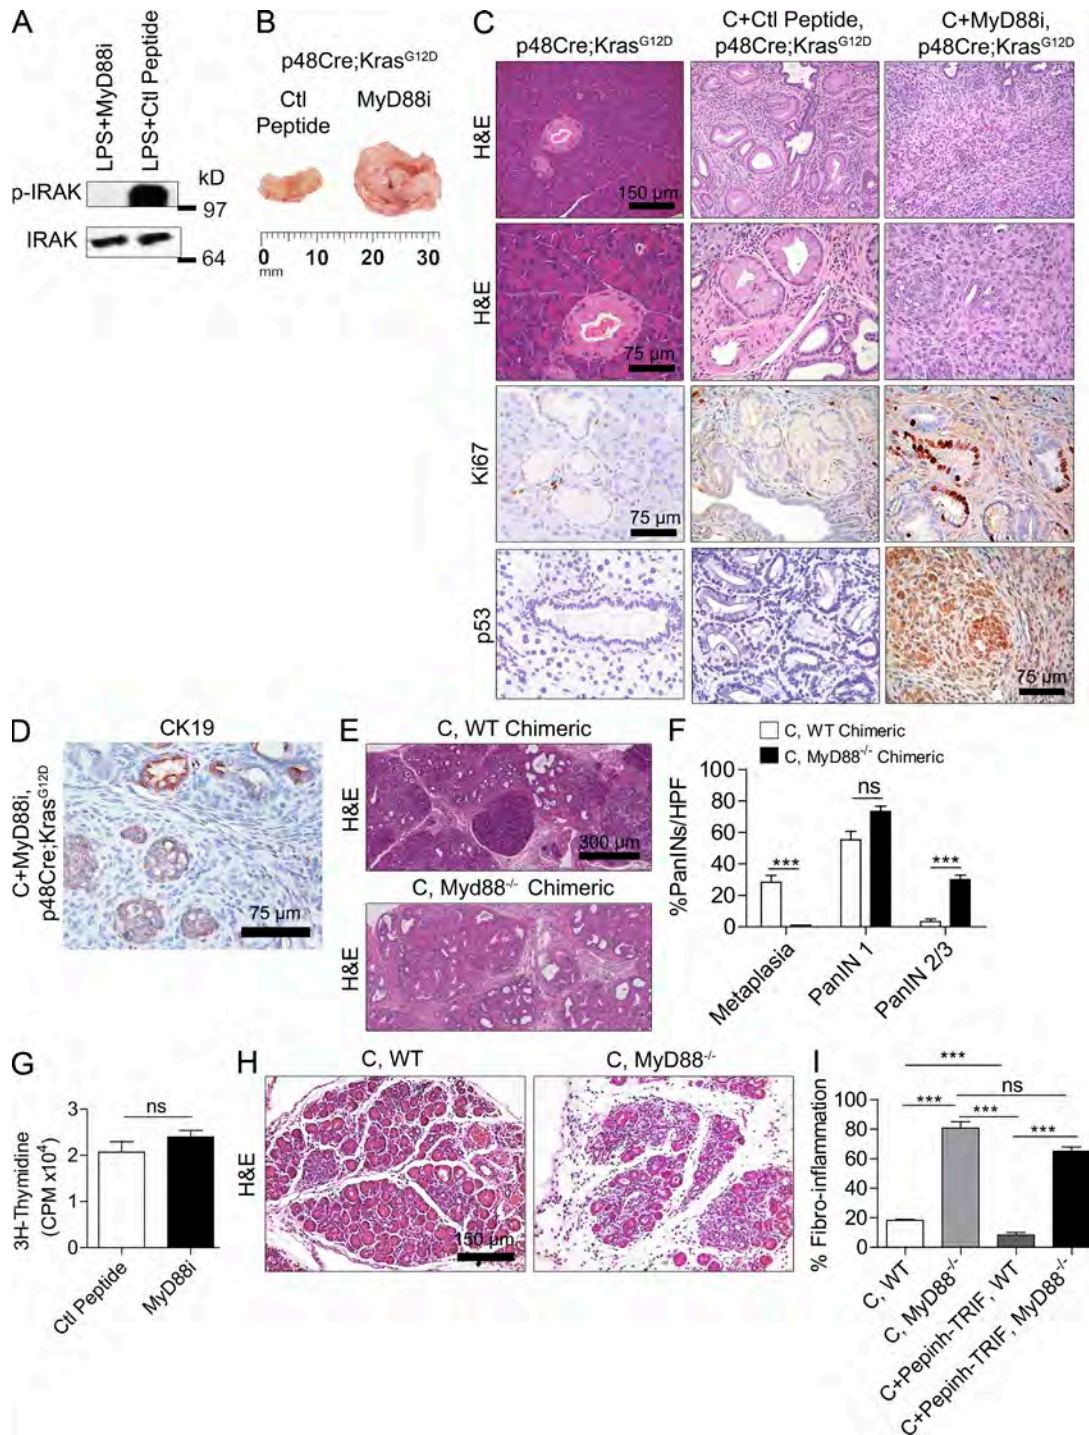 A
LPS+MyD88i
LPS+Ctl Peptide
p-IRAK
kD
97
IRAK
64
B
p48Cre;KrasG12D
Ctl
Peptide
MyD88i
0
10
20
30
mm
C
p48Cre;KrasG12D
C+Ctl Peptide,
p48Cre;KrasG12D
C+MyD88i,
p48Cre;KrasG12D
H&E
150 µm
H&E
75 µm
Ki67
75 µm
p53
75 µm
D
CK19
C+MyD88i,
p48Cre;KrasG12D
75 µm
E
C, WT Chimeric
H&E
300 µm
C, Myd88-/- Chimeric
H&E
F
C, WT Chimeric
C, MyD88-/- Chimeric
%PanINs/HPF
100
80
60
40
20
0
***
ns
***
Metaplasia
PanIN 1
PanIN 2/3
G
3H-Thymidine
(CPM x10⁴)
3
2
1
0
ns
Ctl Peptide
MyD88i
H
C, WT
C, MyD88-/-
H&E
150 µm
I
% Fibro-inflammation
100
80
60
40
20
0
***
ns
***
***
***
C, WT
C, MyD88-/-
C+Pepinh-TRIF, WT
C+Pepinh-TRIF, MyD88-/-